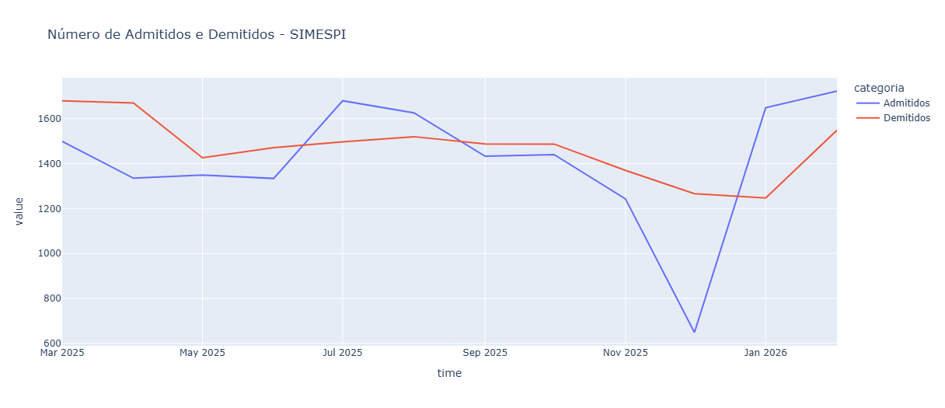 Número de Admitidos e Demitidos - SIMESPI
categoria
Admitidos
Demitidos
value
1600
1400
1200
1000
800
600
Mar 2025
May 2025
Jul 2025
Sep 2025
Nov 2025
Jan 2026
time